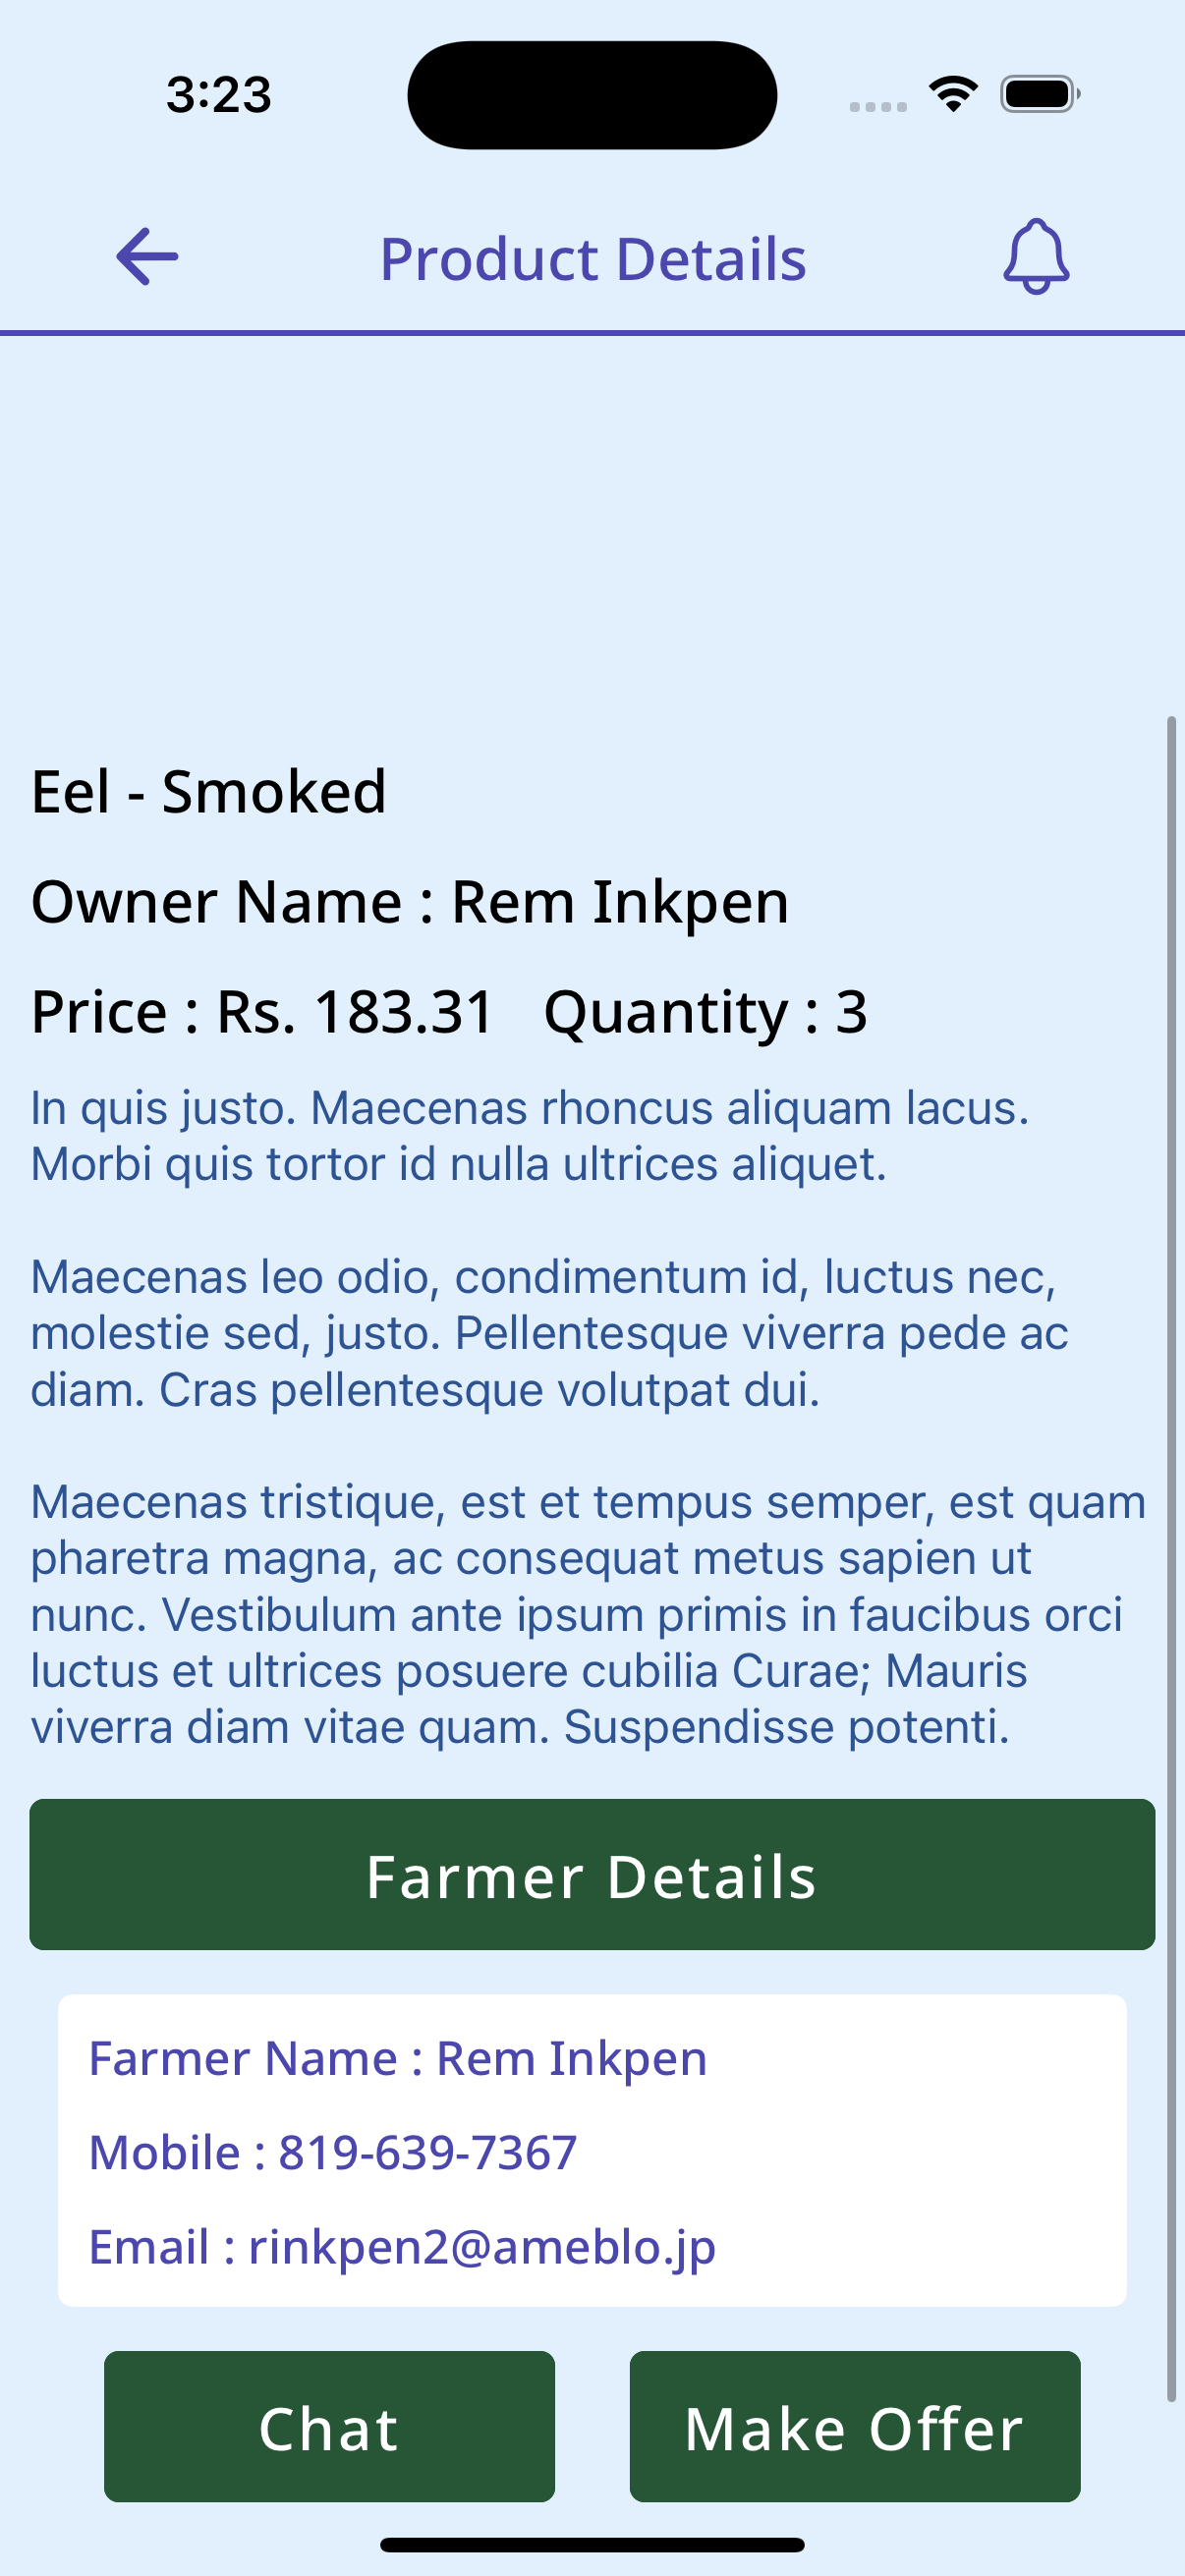 3:23
Product Details
Eel - Smoked
Owner Name : Rem Inkpen
Price : Rs. 183.31 Quantity : 3
In quis justo. Maecenas rhoncus aliquam lacus.
Morbi quis tortor id nulla ultrices aliquet.
Maecenas leo odio, condimentum id, luctus nec,
molestie sed, justo. Pellentesque viverra pede ac
diam. Cras pellentesque volutpat dui.
Maecenas tristique, est et tempus semper, est quam
pharetra magna, ac consequat metus sapien ut
nunc. Vestibulum ante ipsum primis in faucibus orci
luctus et ultrices posuere cubilia Curae; Mauris
viverra diam vitae quam. Suspendisse potenti.
Farmer Details
Farmer Name : Rem Inkpen
Mobile : 819-639-7367
Email : rinkpen2@ameblo.jp
Chat
Make Offer